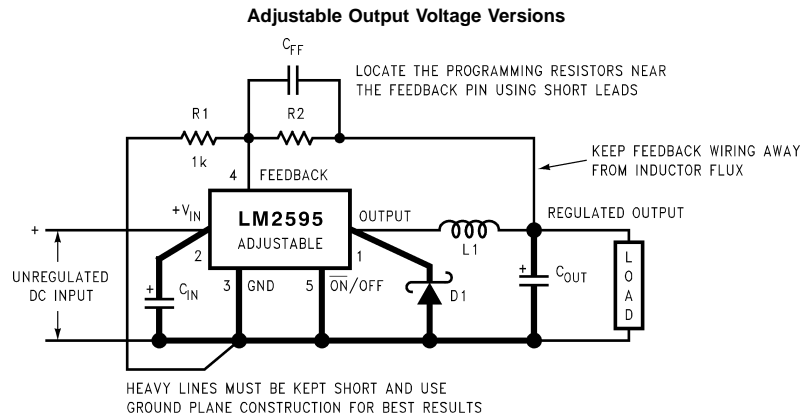 Adjustable Output Voltage Versions
CFF
LOCATE THE PROGRAMMING RESISTORS NEAR
THE FEEDBACK PIN USING SHORT LEADS
R1
R2
1k
KEEP FEEDBACK WIRING AWAY
FROM INDUCTOR FLUX
4 FEEDBACK
+VIN
LM2595
ADJUSTABLE
OUTPUT
REGULATED OUTPUT
+
2
1
L1
UNREGULATED
DC INPUT
+
CIN
3 GND
5 ON/OFF
D1
+
COUT
LOAD
HEAVY LINES MUST BE KEPT SHORT AND USE
GROUND PLANE CONSTRUCTION FOR BEST RESULTS